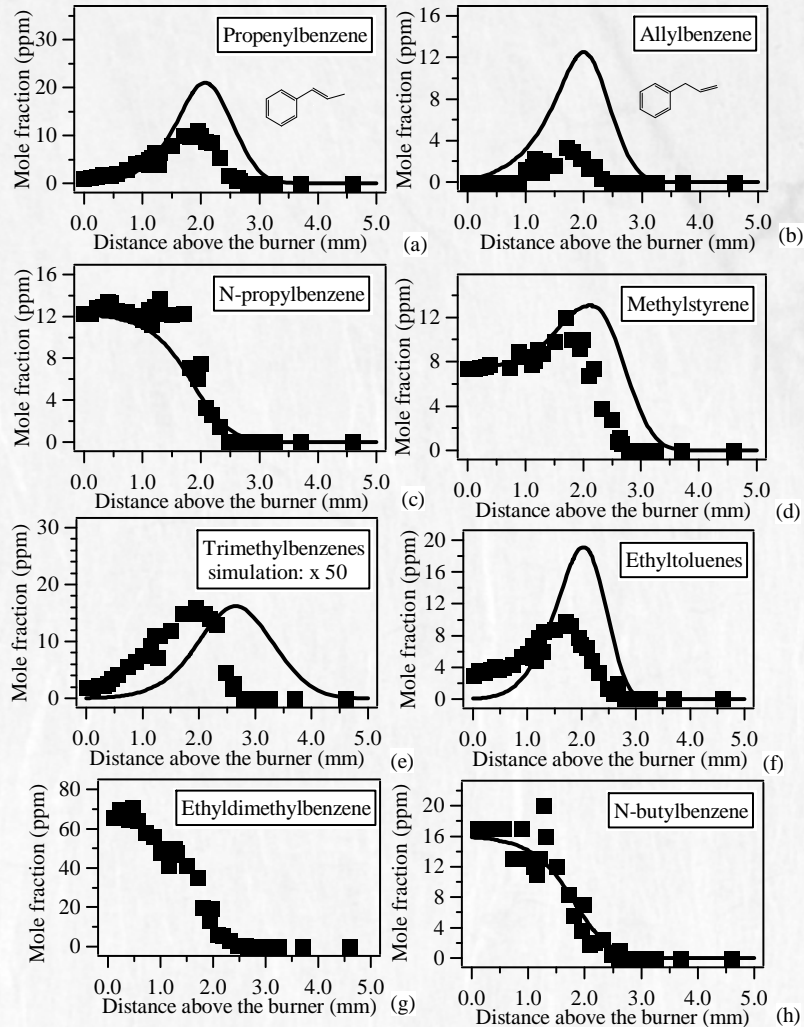 Propenylbenzene
Mole fraction (ppm)
30
20
10
0
0.0 1.0 2.0 3.0 4.0 5.0
Distance above the burner (mm)
(a)
Allylbenzene
Mole fraction (ppm)
16
12
8
4
0
0.0 1.0 2.0 3.0 4.0 5.0
Distance above the burner (mm)
(b)
N-propylbenzene
Mole fraction (ppm)
16
12
8
4
0
0.0 1.0 2.0 3.0 4.0 5.0
Distance above the burner (mm)
(c)
Methylstyrene
Mole fraction (ppm)
12
8
4
0
0.0 1.0 2.0 3.0 4.0 5.0
Distance above the burner (mm)
(d)
Trimethylbenzenes
simulation: x 50
Mole fraction (ppm)
30
20
10
0
0.0 1.0 2.0 3.0 4.0 5.0
Distance above the burner (mm)
(e)
Ethyltoluenes
Mole fraction (ppm)
20
16
12
8
4
0
0.0 1.0 2.0 3.0 4.0 5.0
Distance above the burner (mm)
(f)
Ethyldimethylbenzene
Mole fraction (ppm)
80
60
40
20
0
0.0 1.0 2.0 3.0 4.0 5.0
Distance above the burner (mm)
(g)
N-butylbenzene
Mole fraction (ppm)
20
16
12
8
4
0
0.0 1.0 2.0 3.0 4.0 5.0
Distance above the burner (mm)
(h)